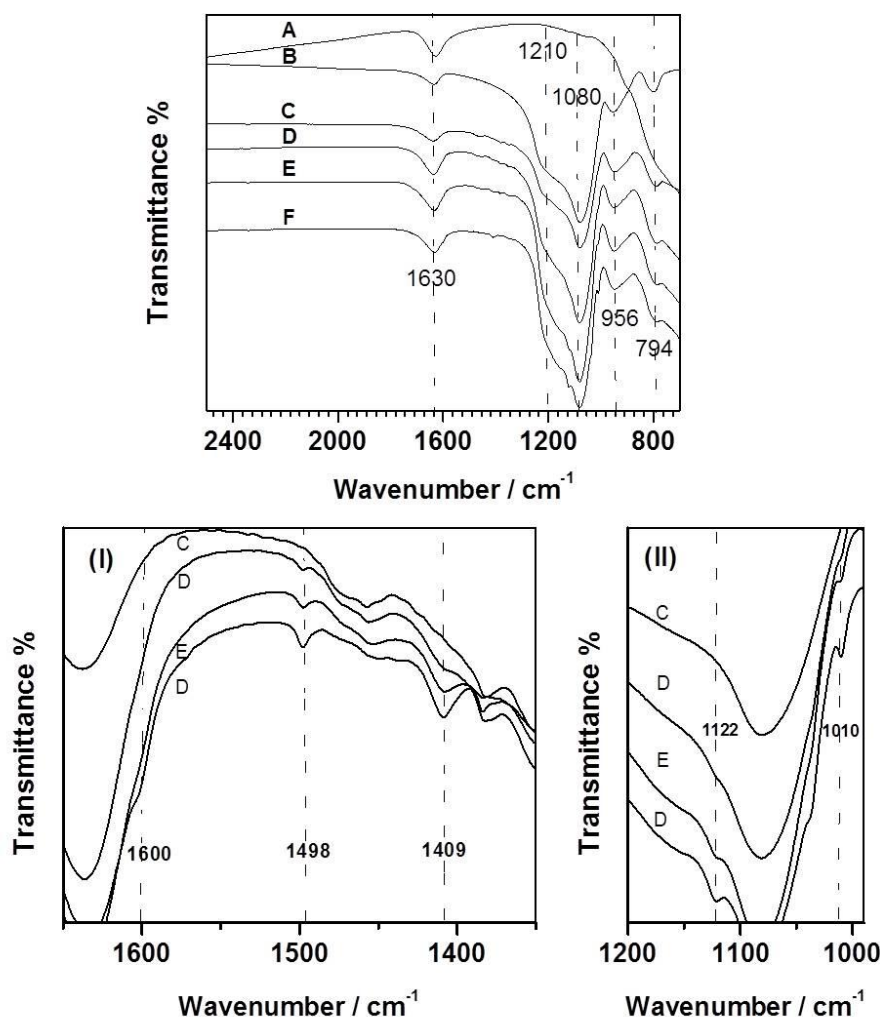 Transmittance %
A
B
C
D
E
F
1210
1080
1630
956
794
2400 2000 1600 1200 800
Wavenumber / cm-1
(I)
C
D
E
D
1600
1498
1409
Transmittance %
1600 1500 1400
Wavenumber / cm-1
(II)
C
D
E
D
1122
1010
Transmittance %
1200 1100 1000
Wavenumber / cm-1